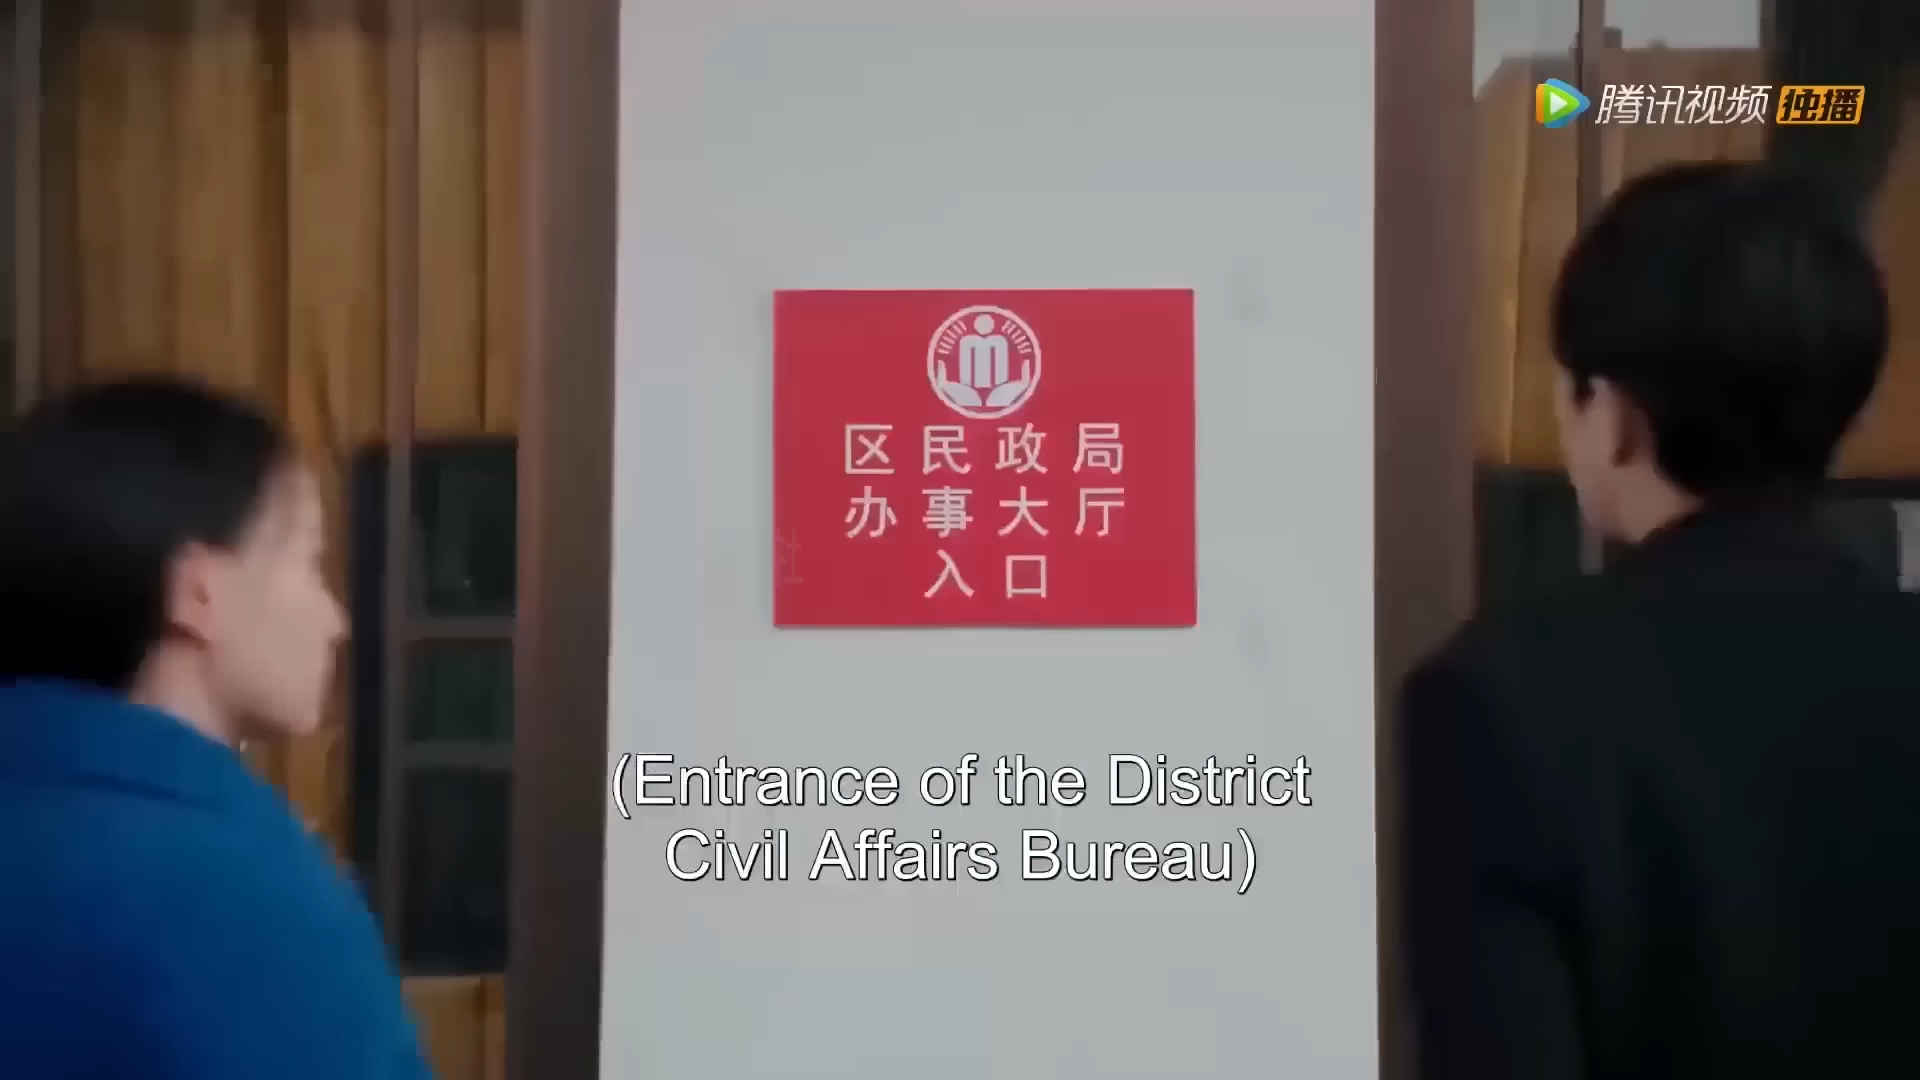 腾讯视频 独播
区民政局
办事大厅
入口
(Entrance of the District
Civil Affairs Bureau)